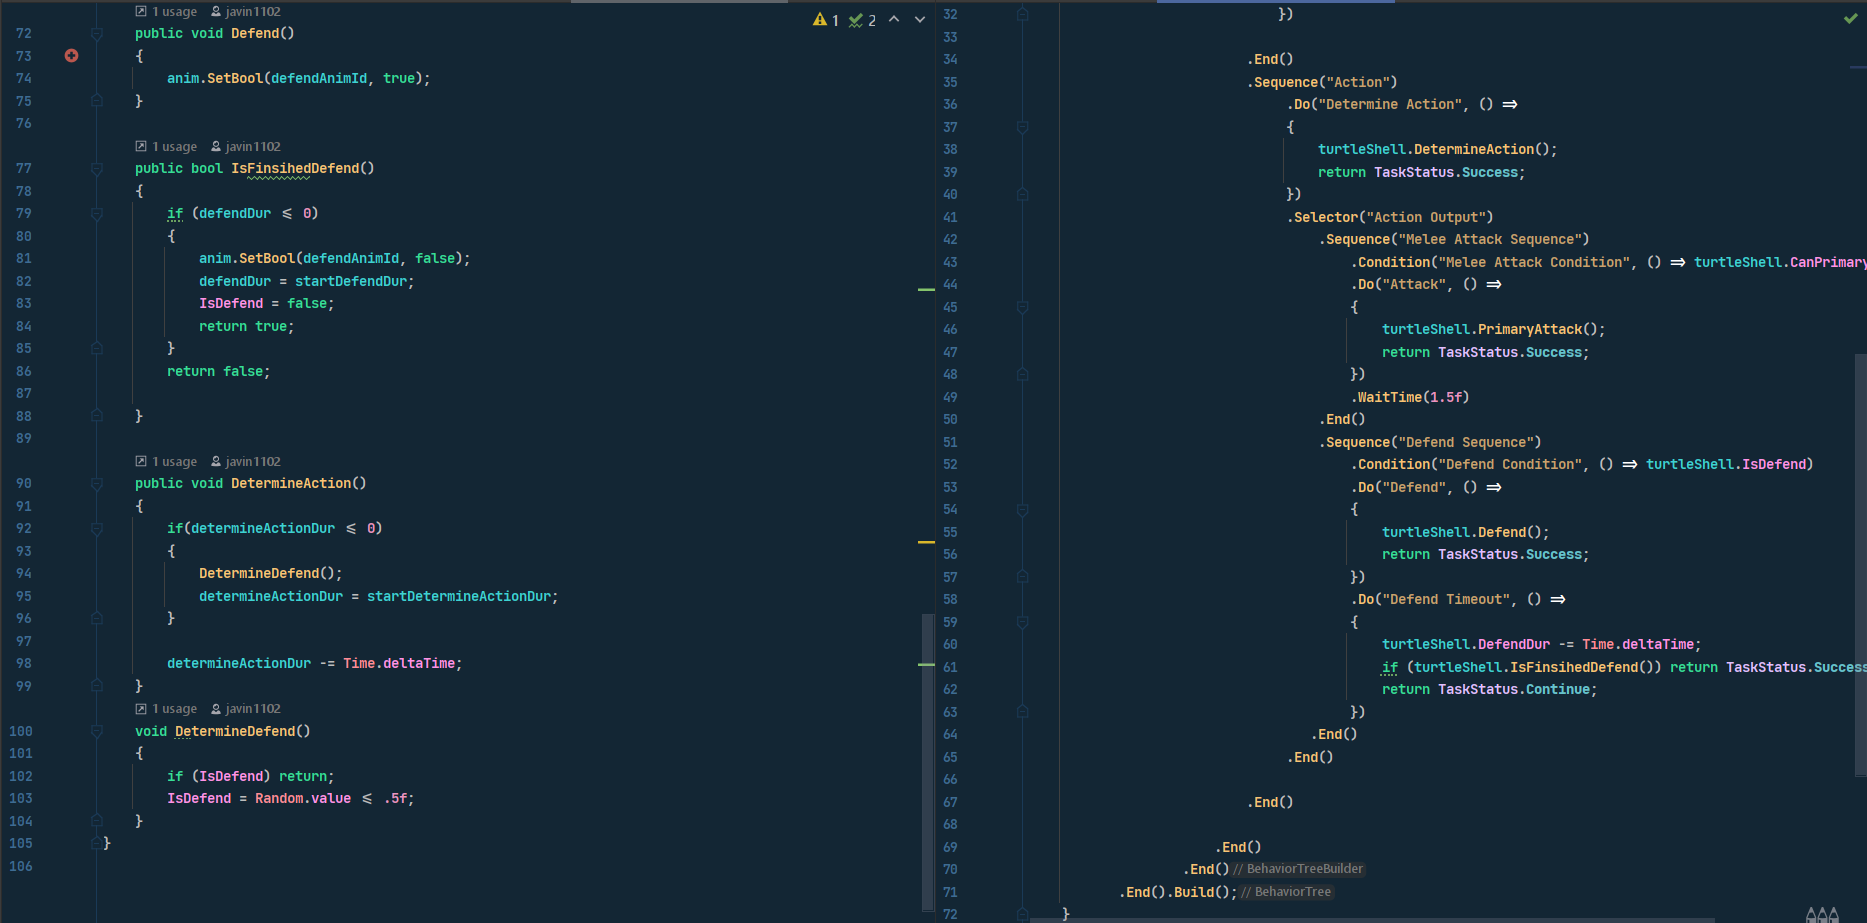 1 usage javin1102
1 2
72 public void Defend()
73 {
74 anim.SetBool(defendAnimId, true);
75 }
76
1 usage javin1102
77 public bool IsFinsihedDefend()
78 {
79 if (defendDur <= 0)
80 {
81 anim.SetBool(defendAnimId, false);
82 defendDur = startDefendDur;
83 IsDefend = false;
84 return true;
85 }
86 return false;
87
88 }
89
1 usage javin1102
90 public void DetermineAction()
91 {
92 if(determineActionDur <= 0)
93 {
94 DetermineDefend();
95 determineActionDur = startDetermineActionDur;
96 }
97
98 determineActionDur -= Time.deltaTime;
99 }
1 usage javin1102
100 void DetermineDefend()
101 {
102 if (IsDefend) return;
103 IsDefend = Random.value <= .5f;
104 }
105 }
106
32 })
33
34 .End()
35 .Sequence("Action")
36 .Do("Determine Action", () =>
37 {
38 turtleShell.DetermineAction();
39 return TaskStatus.Success;
40 })
41 .Selector("Action Output")
42 .Sequence("Melee Attack Sequence")
43 .Condition("Melee Attack Condition", () => turtleShell.CanPrimary
44 .Do("Attack", () =>
45 {
46 turtleShell.PrimaryAttack();
47 return TaskStatus.Success;
48 })
49 .WaitTime(1.5f)
50 .End()
51 .Sequence("Defend Sequence")
52 .Condition("Defend Condition", () => turtleShell.IsDefend)
53 .Do("Defend", () =>
54 {
55 turtleShell.Defend();
56 return TaskStatus.Success;
57 })
58 .Do("Defend Timeout", () =>
59 {
60 turtleShell.DefendDur -= Time.deltaTime;
61 if (turtleShell.IsFinsihedDefend()) return TaskStatus.Success
62 return TaskStatus.Continue;
63 })
64 .End()
65 .End()
66
67 .End()
68
69 .End()
70 .End() // BehaviorTreeBuilder
71 .End().Build(); // BehaviorTree
72 }